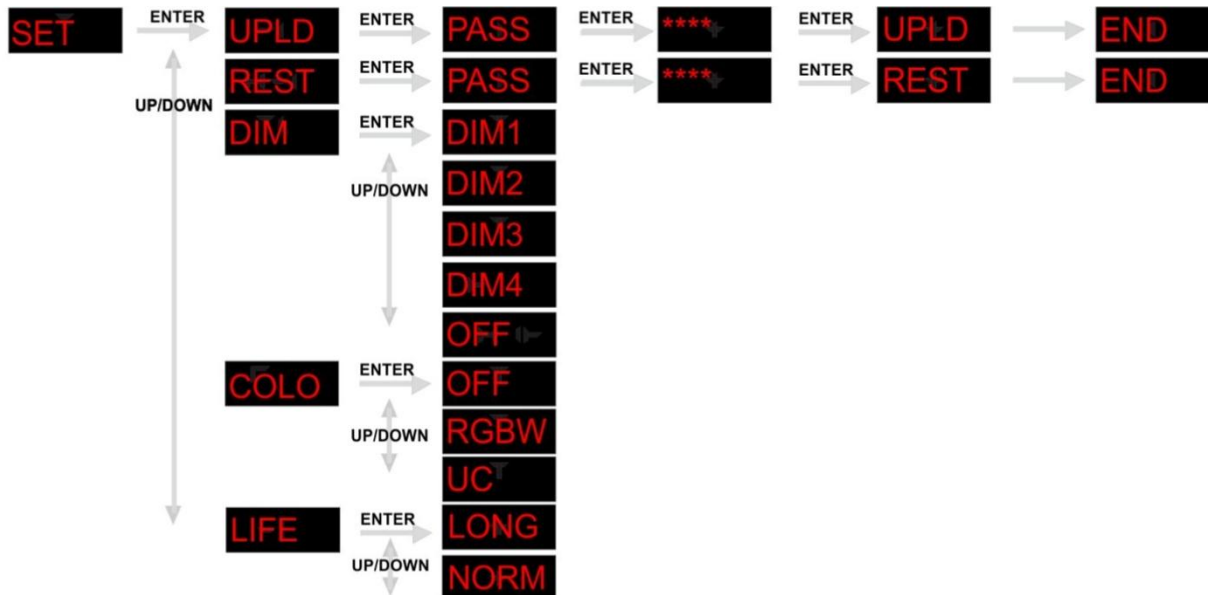 SET ENTER UPLD ENTER PASS ENTER **** ENTER UPLD END
REST ENTER PASS ENTER **** ENTER REST END
UP/DOWN
DIM ENTER DIM1
UP/DOWN DIM2
DIM3
DIM4
OFF
COLO ENTER OFF
UP/DOWN RGBW
UC
LIFE ENTER LONG
UP/DOWN NORM